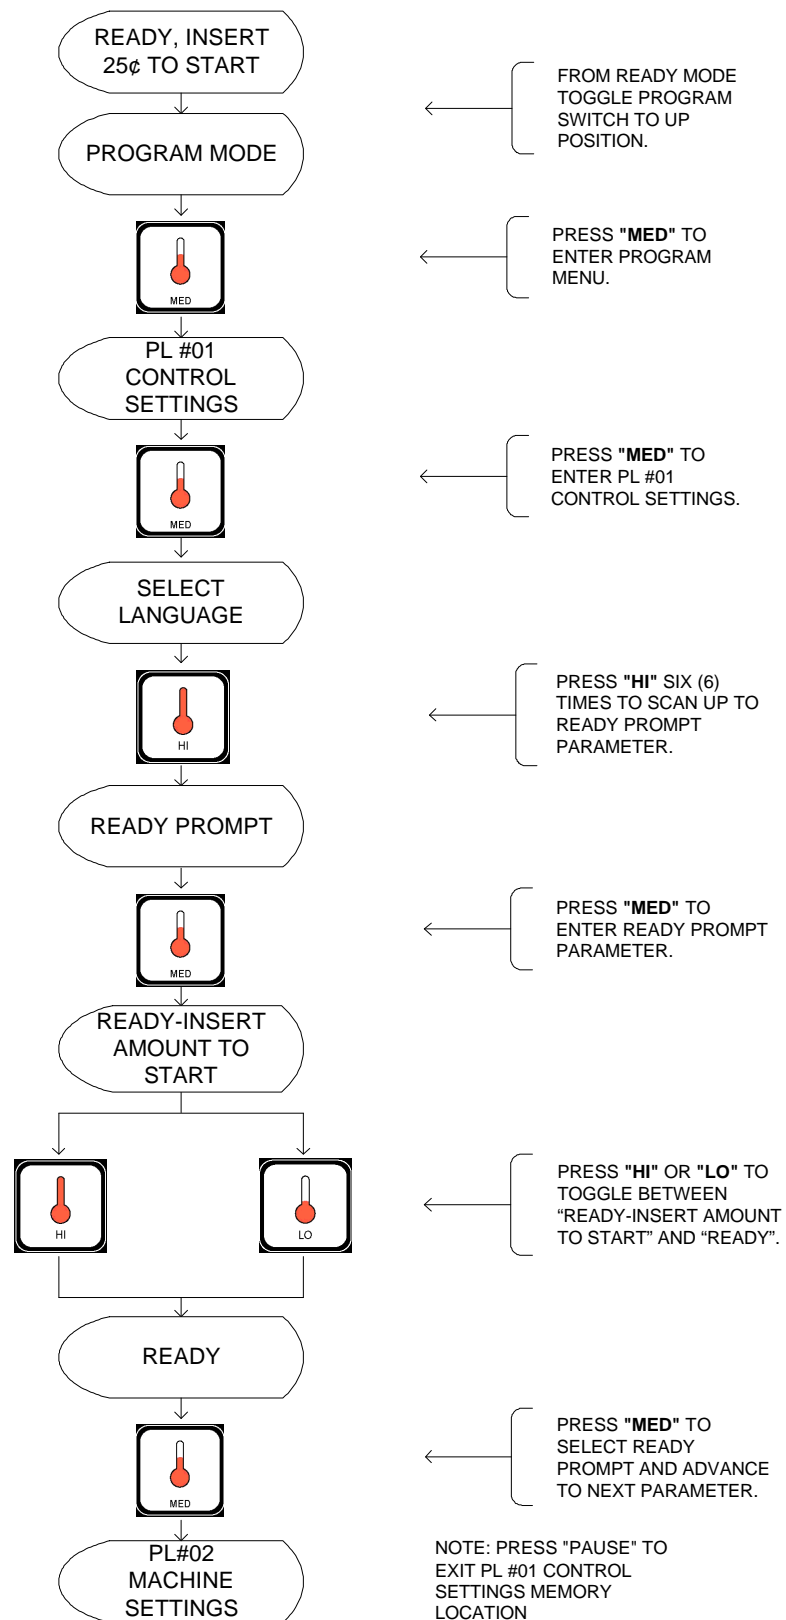 READY, INSERT
25¢ TO START
FROM READY MODE
TOGGLE PROGRAM
SWITCH TO UP
POSITION.
PROGRAM MODE
MED
PRESS "MED" TO
ENTER PROGRAM
MENU.
PL #01
CONTROL
SETTINGS
MED
PRESS "MED" TO
ENTER PL #01
CONTROL SETTINGS.
SELECT
LANGUAGE
HI
PRESS "HI" SIX (6)
TIMES TO SCAN UP TO
READY PROMPT
PARAMETER.
READY PROMPT
MED
PRESS "MED" TO
ENTER READY PROMPT
PARAMETER.
READY-INSERT
AMOUNT TO
START
HI
LO
PRESS "HI" OR "LO" TO
TOGGLE BETWEEN
“READY-INSERT AMOUNT
TO START” AND “READY”.
READY
MED
PRESS "MED" TO
SELECT READY
PROMPT AND ADVANCE
TO NEXT PARAMETER.
PL#02
MACHINE
SETTINGS
NOTE: PRESS "PAUSE" TO
EXIT PL #01 CONTROL
SETTINGS MEMORY
LOCATION